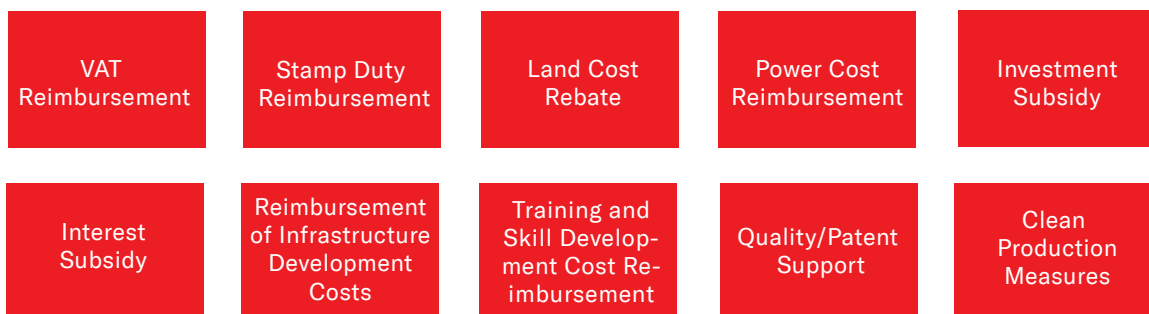 VAT
Reimbursement
Stamp Duty
Reimbursement
Land Cost
Rebate
Power Cost
Reimbursement
Investment
Subsidy
Interest
Subsidy
Reimbursement
of Infrastructure
Development
Costs
Training and
Skill Develop-
ment Cost Re-
imbursement
Quality/Patent
Support
Clean
Production
Measures